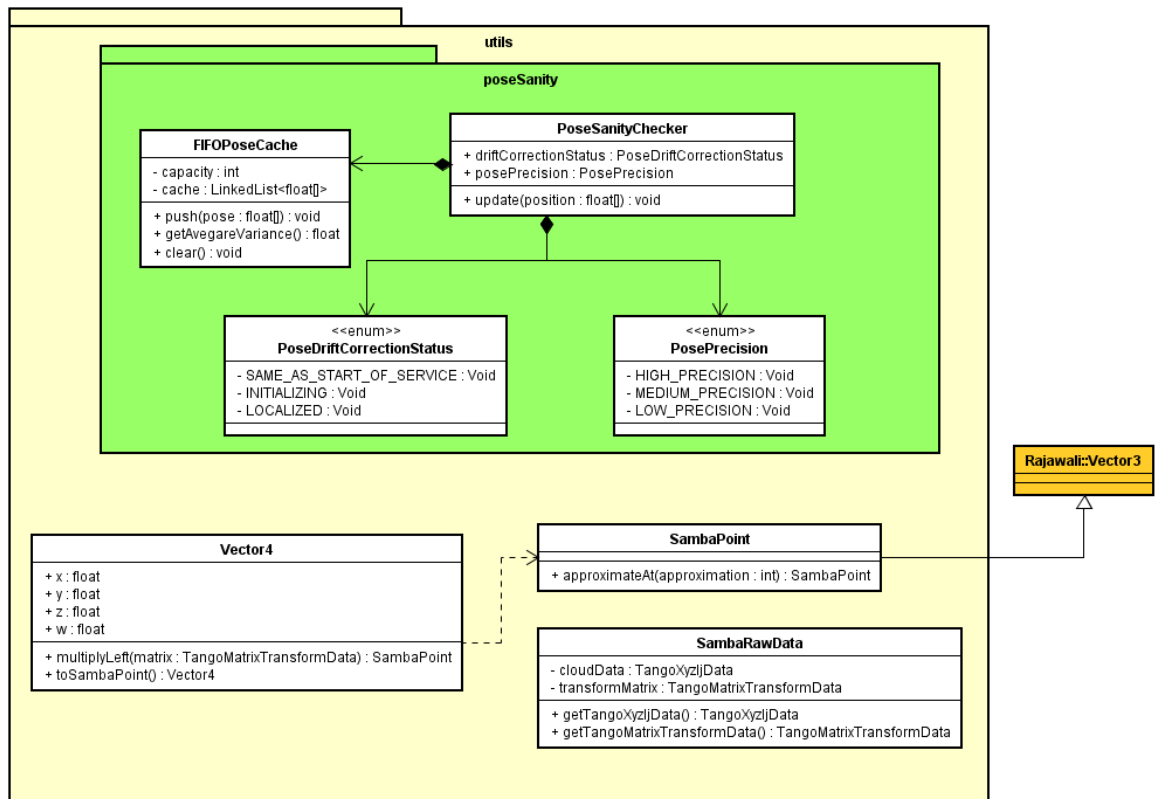 utils
poseSanity
FIFOPoseCache
- capacity : int
- cache : LinkedList<float[]>
+ push(pose : float[]) : void
+ getAvegareVariance() : float
+ clear() : void
PoseSanityChecker
+ driftCorrectionStatus : PoseDriftCorrectionStatus
+ posePrecision : PosePrecision
+ update(position : float[]) : void
<<enum>>
PoseDriftCorrectionStatus
- SAME_AS_START_OF_SERVICE : Void
- INITIALIZING : Void
- LOCALIZED : Void
<<enum>>
PosePrecision
- HIGH_PRECISION : Void
- MEDIUM_PRECISION : Void
- LOW_PRECISION : Void
Rajawali::Vector3
Vector4
+ x : float
+ y : float
+ z : float
+ w : float
+ multiplyLeft(matrix : TangoMatrixTransformData) : SambaPoint
+ toSambaPoint() : Vector4
SambaPoint
+ approximateAt(approximation : int) : SambaPoint
SambaRawData
- cloudData : TangoXyzIjData
- transformMatrix : TangoMatrixTransformData
+ getTangoXyzIjData() : TangoXyzIjData
+ getTangoMatrixTransformData() : TangoMatrixTransformData